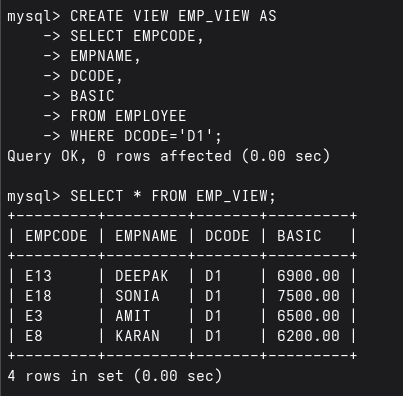 mysql> CREATE VIEW EMP_VIEW AS
    -> SELECT EMPCODE,
    -> EMPNAME,
    -> DCODE,
    -> BASIC
    -> FROM EMPLOYEE
    -> WHERE DCODE='D1';
Query OK, 0 rows affected (0.00 sec)

mysql> SELECT * FROM EMP_VIEW;
+---------+---------+-------+---------+
| EMPCODE | EMPNAME | DCODE | BASIC   |
+---------+---------+-------+---------+
| E13     | DEEPAK  | D1    | 6900.00 |
| E18     | SONIA   | D1    | 7500.00 |
| E3      | AMIT    | D1    | 6500.00 |
| E8      | KARAN   | D1    | 6200.00 |
+---------+---------+-------+---------+
4 rows in set (0.00 sec)